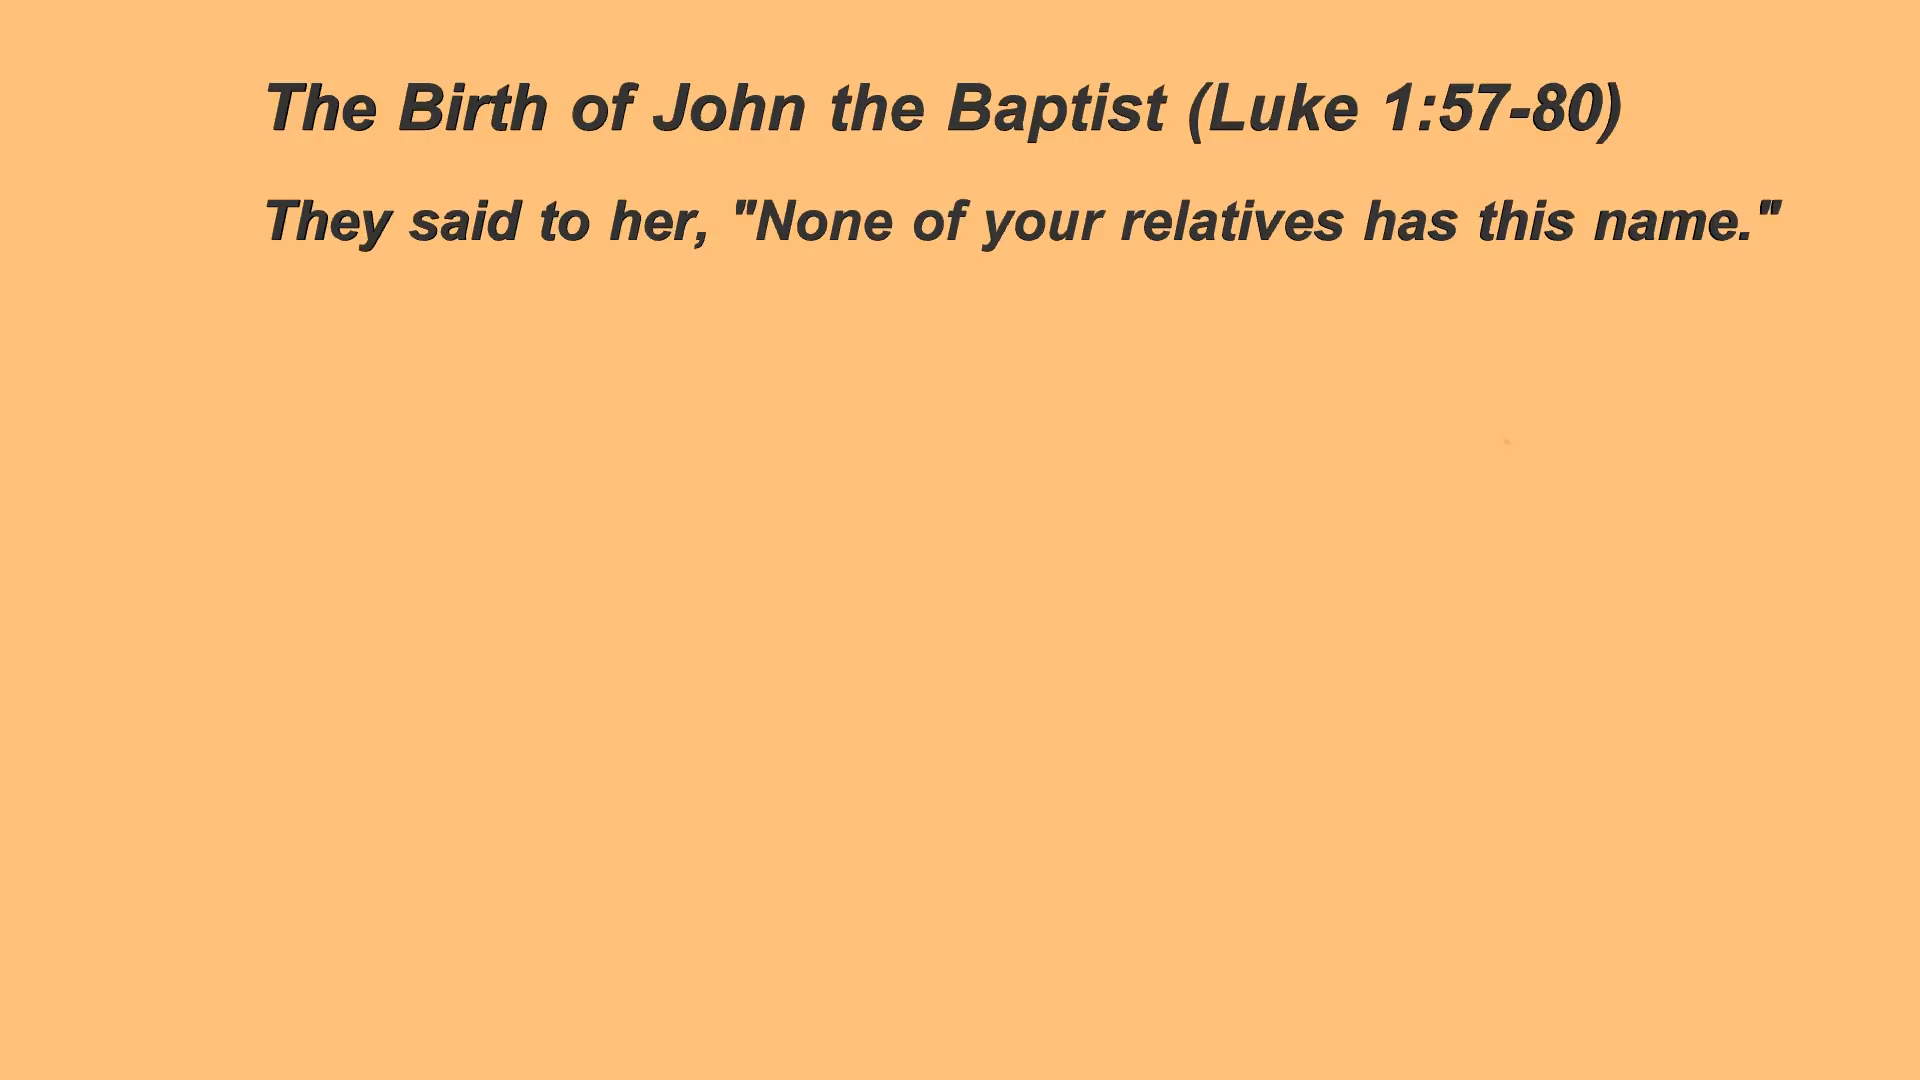 The Birth of John the Baptist (Luke 1:57-80)
They said to her, "None of your relatives has this name."